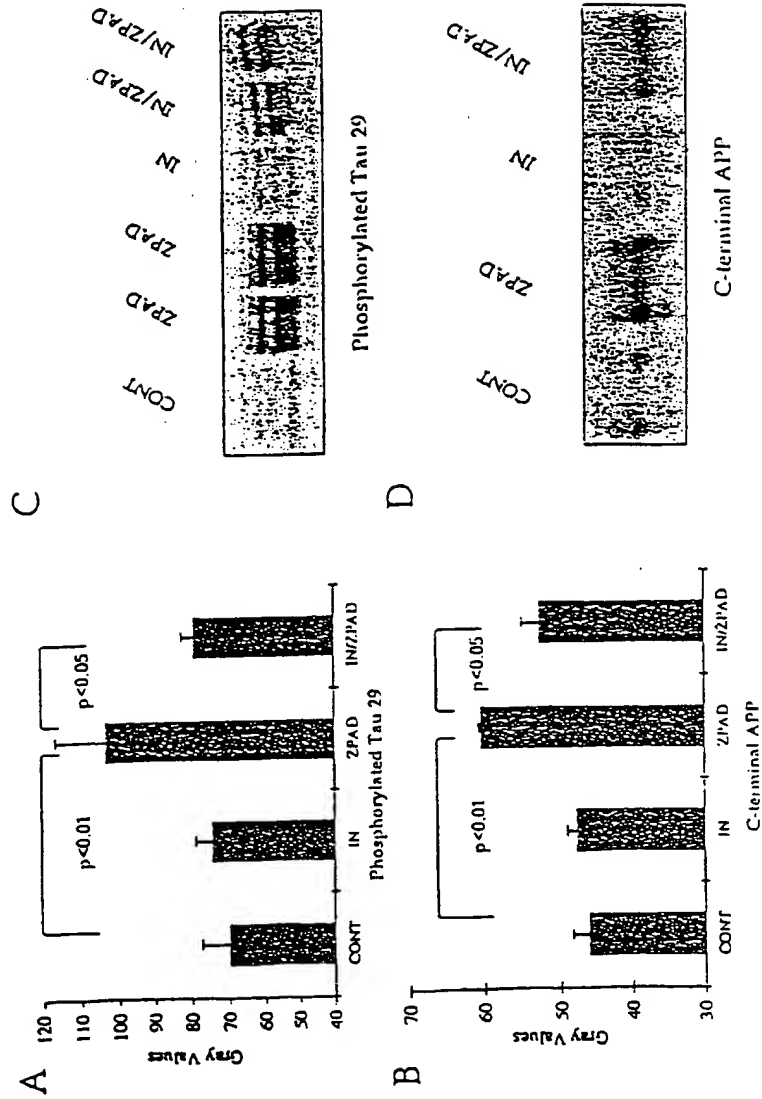 A
Gray Values
120
110
100
90
80
70
60
50
40
p<0.01
p<0.05
CONT
IN
ZPAD
IN/ZPAD
Phosphorylated Tau 29
B
Gray Values
70
60
50
40
30
p<0.01
p<0.05
CONT
IN
ZPAD
IN/ZPAD
C-terminal APP
C
CONT
ZPAD
ZPAD
IN
IN/ZPAD
IN/ZPAD
Phosphorylated Tau 29
D
CONT
ZPAD
IN
IN/ZPAD
C-terminal APP